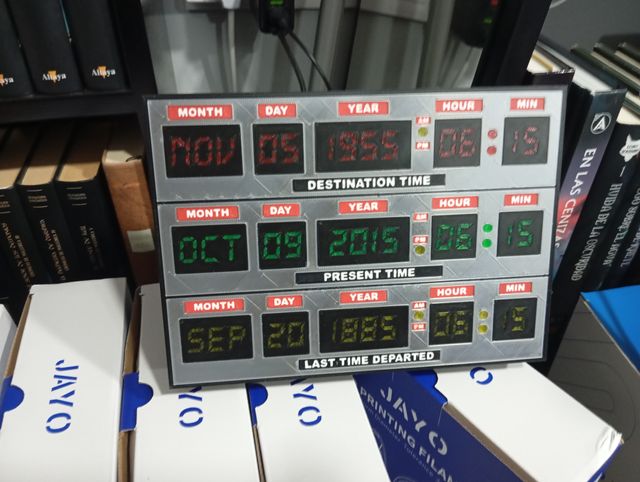 Alfaya
Alfaya
MONTH DAY YEAR HOUR MIN
NOV 05 1955 AM PM 06 15
DESTINATION TIME
MONTH DAY YEAR HOUR MIN
OCT 09 2015 AM PM 06 15
PRESENT TIME
MONTH DAY YEAR HOUR MIN
SEP 20 1885 AM PM 06 15
LAST TIME DEPARTED
EN LAS CENIZAS
JAYO
JAYO
JAYO
JAYO
PRINTING FILA